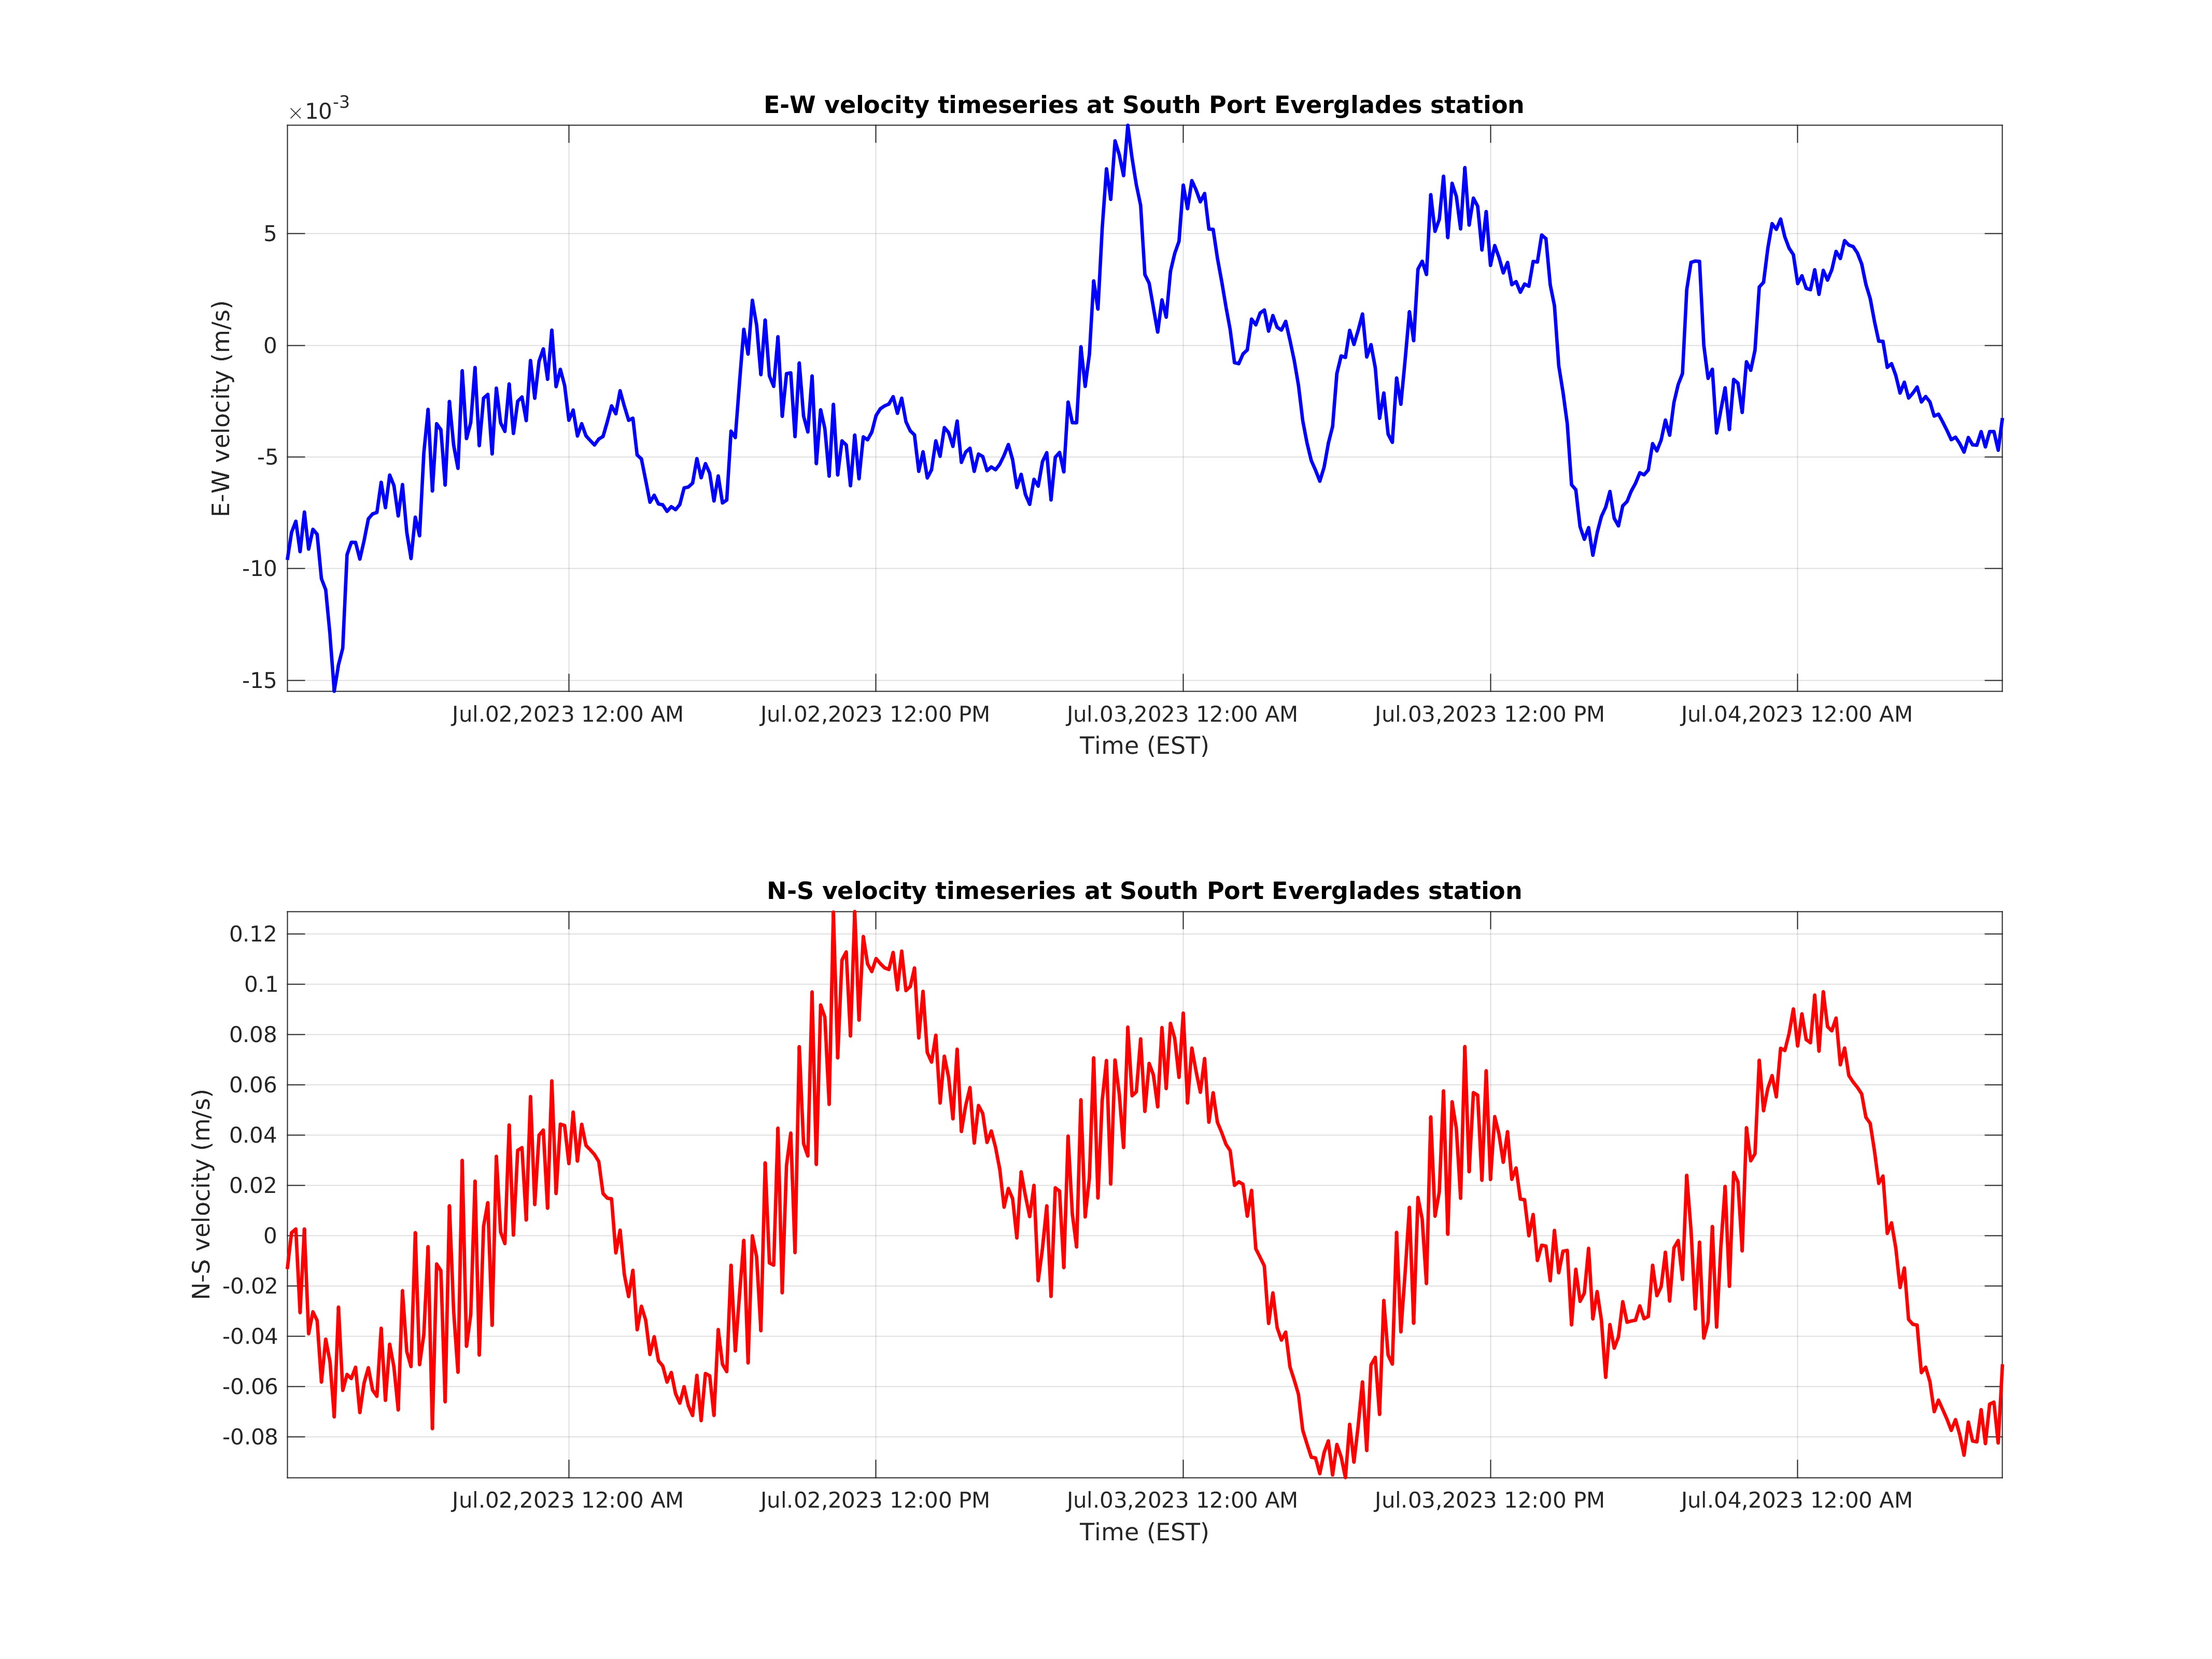 ×10-3
E-W velocity timeseries at South Port Everglades station
E-W velocity (m/s)
5
0
-5
-10
-15
Jul.02,2023 12:00 AM Jul.02,2023 12:00 PM Jul.03,2023 12:00 AM Jul.03,2023 12:00 PM Jul.04,2023 12:00 AM
Time (EST)
N-S velocity timeseries at South Port Everglades station
N-S velocity (m/s)
0.12
0.1
0.08
0.06
0.04
0.02
0
-0.02
-0.04
-0.06
-0.08
Jul.02,2023 12:00 AM Jul.02,2023 12:00 PM Jul.03,2023 12:00 AM Jul.03,2023 12:00 PM Jul.04,2023 12:00 AM
Time (EST)